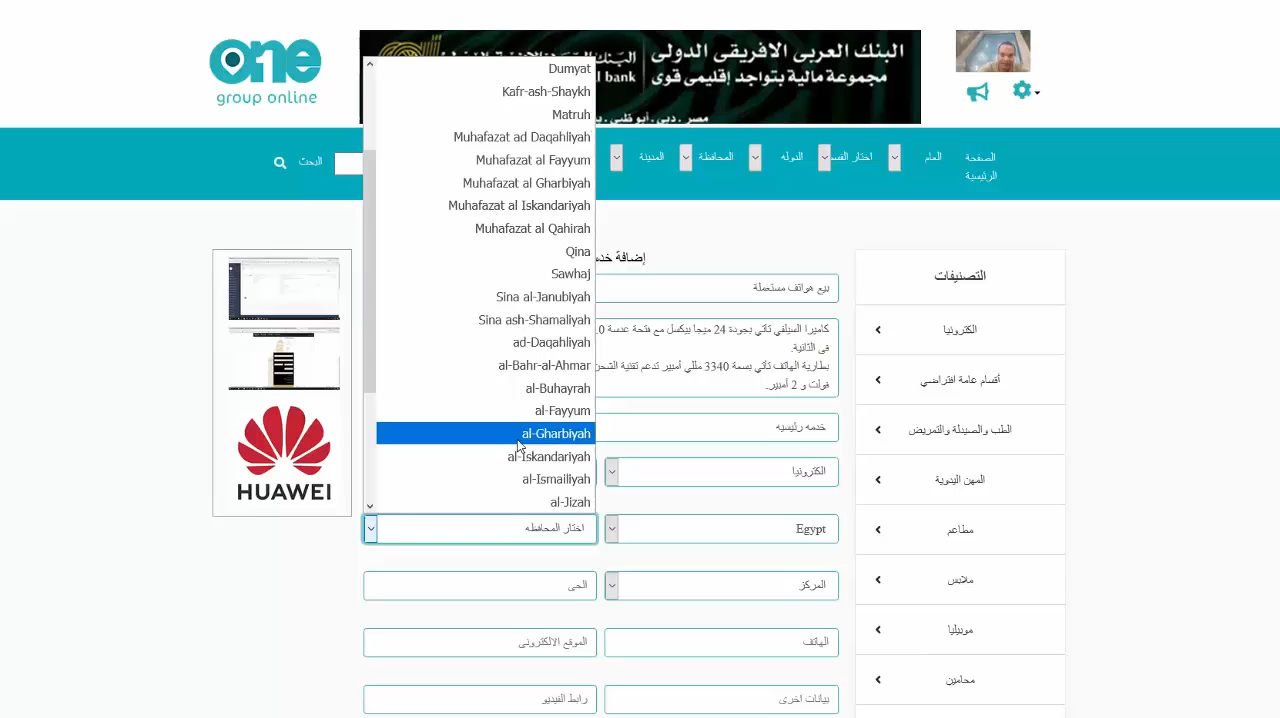 one
group online
البنك العربى الافريقى الدولى
مجموعة مالية بتواجد إقليمى قوى
al bank
الصفحة
الرئيسية
العام
اختار القسم
الدوله
المحافظة
المدينة
البحث
إضافة خد
بيع هواتف مستعملة
كاميرا السيلفي تأتي بجودة 24 ميجا بيكسل مع فتحة عدسة
فى الثانية.
بطارية الهاتف تأتي بسمة 3340 مللي أمبير تدعم تقنية الشحن
فولت و 2 أمبير.
خدمه رئيسيه
الكترونيا
Egypt
اختار المحافظه
المركز
الحى
الهاتف
الموقع الالكترونى
بيانات اخرى
رابط الفيديو
Dumyat
Kafr-ash-Shaykh
Matruh
Muhafazat ad Daqahliyah
Muhafazat al Fayyum
Muhafazat al Gharbiyah
Muhafazat al Iskandariyah
Muhafazat al Qahirah
Qina
Sawhaj
Sina al-Janubiyah
Sina ash-Shamaliyah
ad-Daqahliyah
al-Bahr-al-Ahmar
al-Buhayrah
al-Fayyum
al-Gharbiyah
al-Iskandariyah
al-Ismailiyah
al-Jizah
التصنيفات
الكترونيا
أقسام عامة افتراضي
الطب والصيدلة والتمريض
المهن اليدوية
مطاعم
ملابس
موبيليا
محامين
HUAWEI